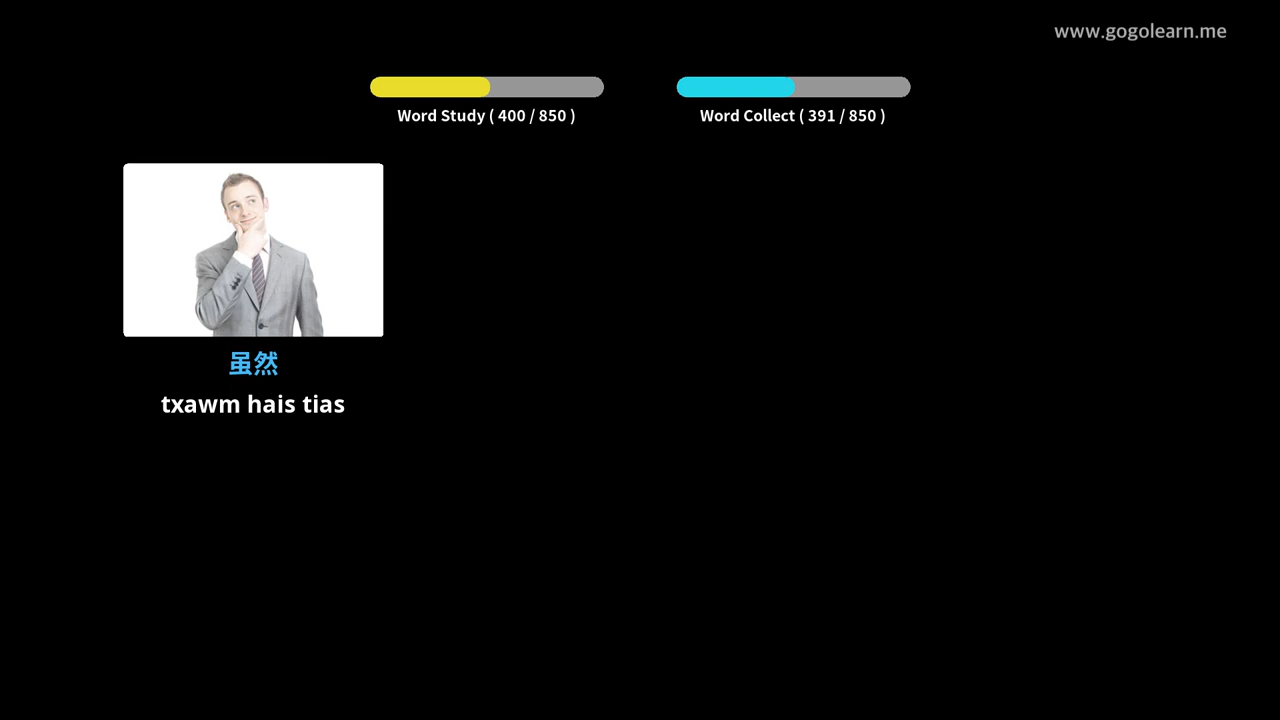 www.gogolearn.me
Word Study ( 400 / 850 )
Word Collect ( 391 / 850 )
虽然
txawm hais tias